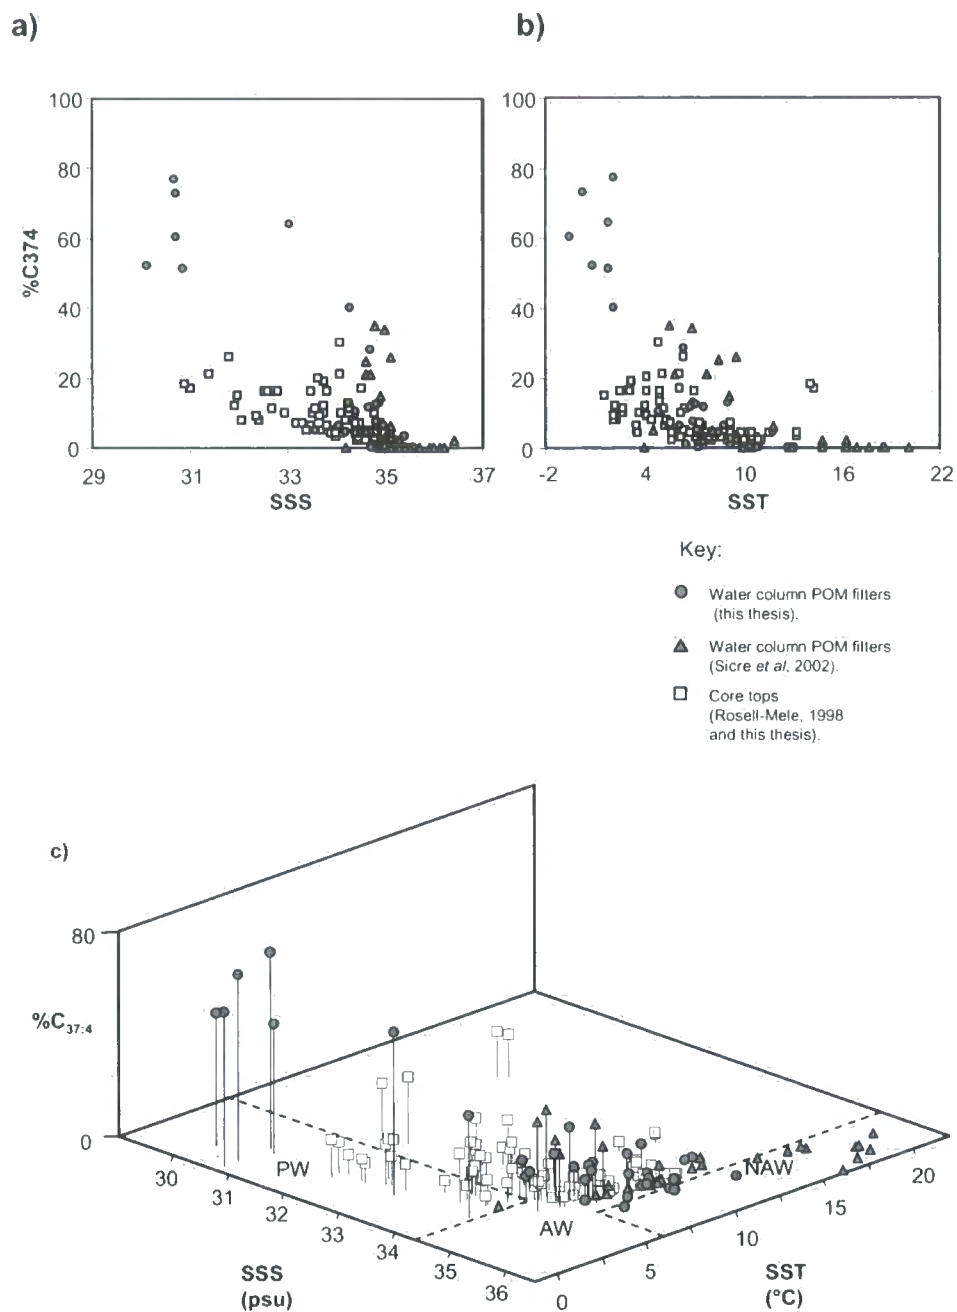 a)
b)
100
80
60
40
20
0
%C374
29
31
33
35
37
SSS
100
80
60
40
20
0
-2
4
10
16
22
SST
Key:
Water column POM filters
(this thesis).
Water column POM filters
(Sicre et al, 2002).
Core tops
(Rosell-Mele, 1998
and this thesis).
c)
80
%C37:4
0
PW
NAW
AW
30
31
32
33
34
35
36
SSS
(psu)
0
5
10
15
20
SST
(°C)